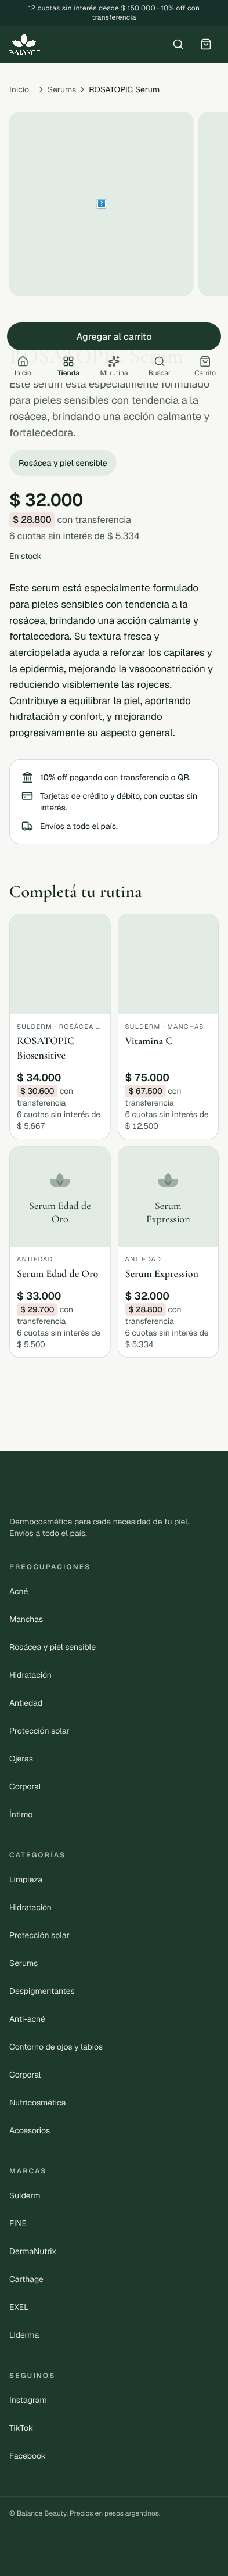 12 cuotas sin interés desde $ 150.000 · 10% off con
transferencia
BALANCE
Inicio > Serums > ROSATOPIC Serum
Agregar al carrito
ROSATOPIC Serum
Inicio
Tienda
Mi rutina
Buscar
Carrito
Este serum está especialmente formulado
para pieles sensibles con tendencia a la
rosácea, brindando una acción calmante y
fortalecedora.
Rosácea y piel sensible
$ 32.000
$ 28.800 con transferencia
6 cuotas sin interés de $ 5.334
En stock
Este serum está especialmente formulado
para pieles sensibles con tendencia a la
rosácea, brindando una acción calmante y
fortalecedora. Su textura fresca y
aterciopelada ayuda a reforzar los capilares y
la epidermis, mejorando la vasoconstricción y
reduciendo visiblemente las rojeces.
Contribuye a equilibrar la piel, aportando
hidratación y confort, y mejorando
progresivamente su aspecto general.
10% off pagando con transferencia o QR.
Tarjetas de crédito y débito, con cuotas sin
interés.
Envíos a todo el país.
Completá tu rutina
SULDERM · ROSÁCEA ...
ROSATOPIC
Biosensitive
$ 34.000
$ 30.600 con
transferencia
6 cuotas sin interés de
$ 5.667
SULDERM · MANCHAS
Vitamina C
$ 75.000
$ 67.500 con
transferencia
6 cuotas sin interés de
$ 12.500
Serum Edad de
Oro
ANTIEDAD
Serum Edad de Oro
$ 33.000
$ 29.700 con
transferencia
6 cuotas sin interés de
$ 5.500
Serum
Expression
ANTIEDAD
Serum Expression
$ 32.000
$ 28.800 con
transferencia
6 cuotas sin interés de
$ 5.334
Dermocosmética para cada necesidad de tu piel.
Envíos a todo el país.
PREOCUPACIONES
Acné
Manchas
Rosácea y piel sensible
Hidratación
Antiedad
Protección solar
Ojeras
Corporal
Íntimo
CATEGORÍAS
Limpieza
Hidratación
Protección solar
Serums
Despigmentantes
Anti-acné
Contorno de ojos y labios
Corporal
Nutricosmética
Accesorios
MARCAS
Sulderm
FINE
DermaNutrix
Carthage
EXEL
Liderma
SEGUINOS
Instagram
TikTok
Facebook
© Balance Beauty. Precios en pesos argentinos.